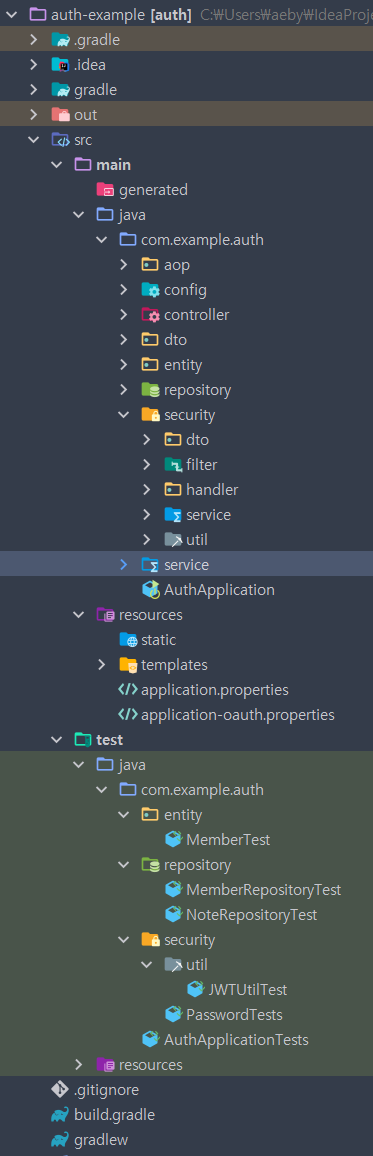 auth-example [auth] C:₩Users₩aeby₩IdeaProj
.gradle
.idea
gradle
out
src
main
generated
java
com.example.auth
aop
config
controller
dto
entity
repository
security
dto
filter
handler
service
util
service
AuthApplication
resources
static
templates
application.properties
application-oauth.properties
test
java
com.example.auth
entity
MemberTest
repository
MemberRepositoryTest
NoteRepositoryTest
security
util
JWTUtilTest
PasswordTests
AuthApplicationTests
resources
.gitignore
build.gradle
gradlew